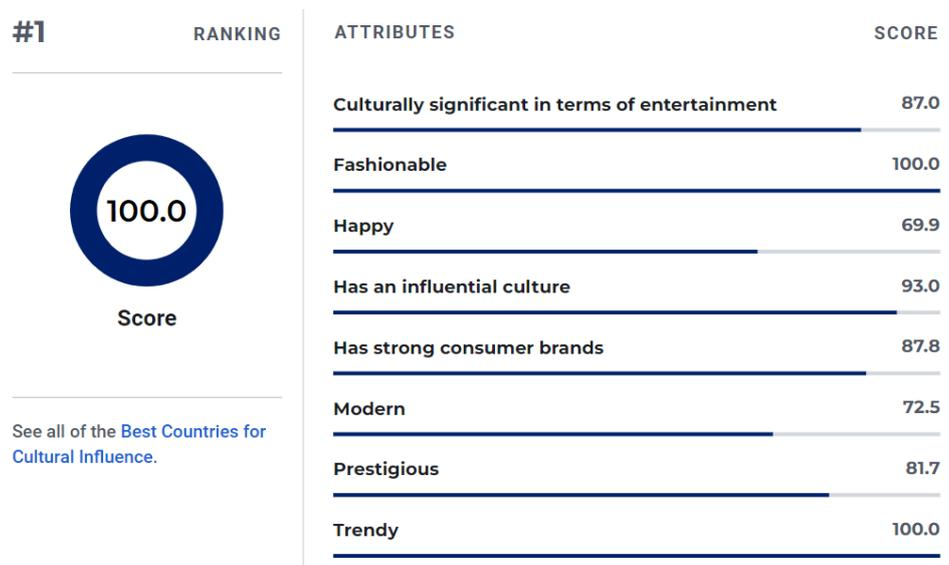 #1 RANKING
100.0
Score
See all of the Best Countries for
Cultural Influence.
ATTRIBUTES SCORE
Culturally significant in terms of entertainment 87.0
Fashionable 100.0
Happy 69.9
Has an influential culture 93.0
Has strong consumer brands 87.8
Modern 72.5
Prestigious 81.7
Trendy 100.0